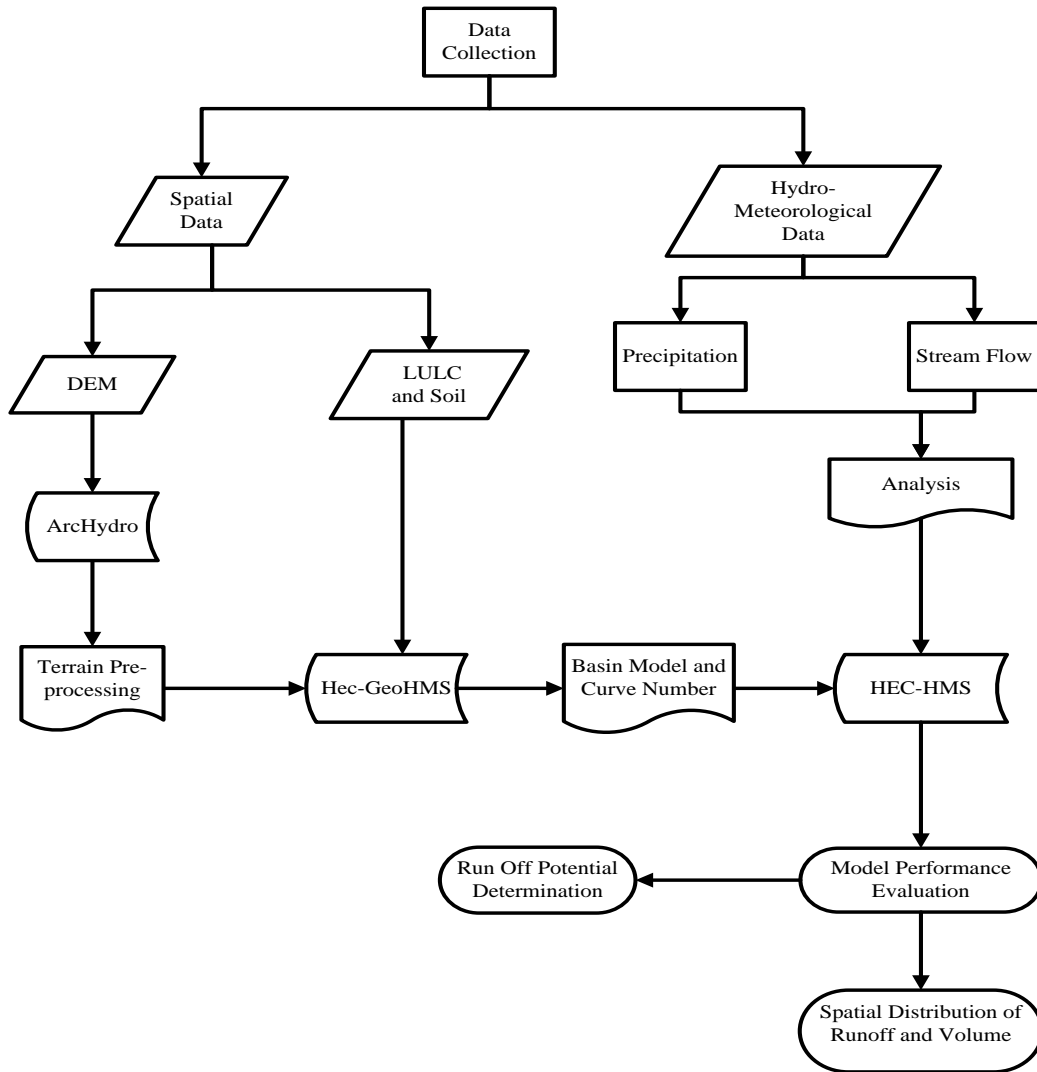 Data
Collection
Spatial
Data
Hydro-
Meteorological
Data
Precipitation
Stream Flow
DEM
LULC
and Soil
ArcHydro
Analysis
Terrain Pre-
processing
Hec-GeoHMS
Basin Model and
Curve Number
HEC-HMS
Run Off Potential
Determination
Model Performance
Evaluation
Spatial Distribution of
Runoff and Volume